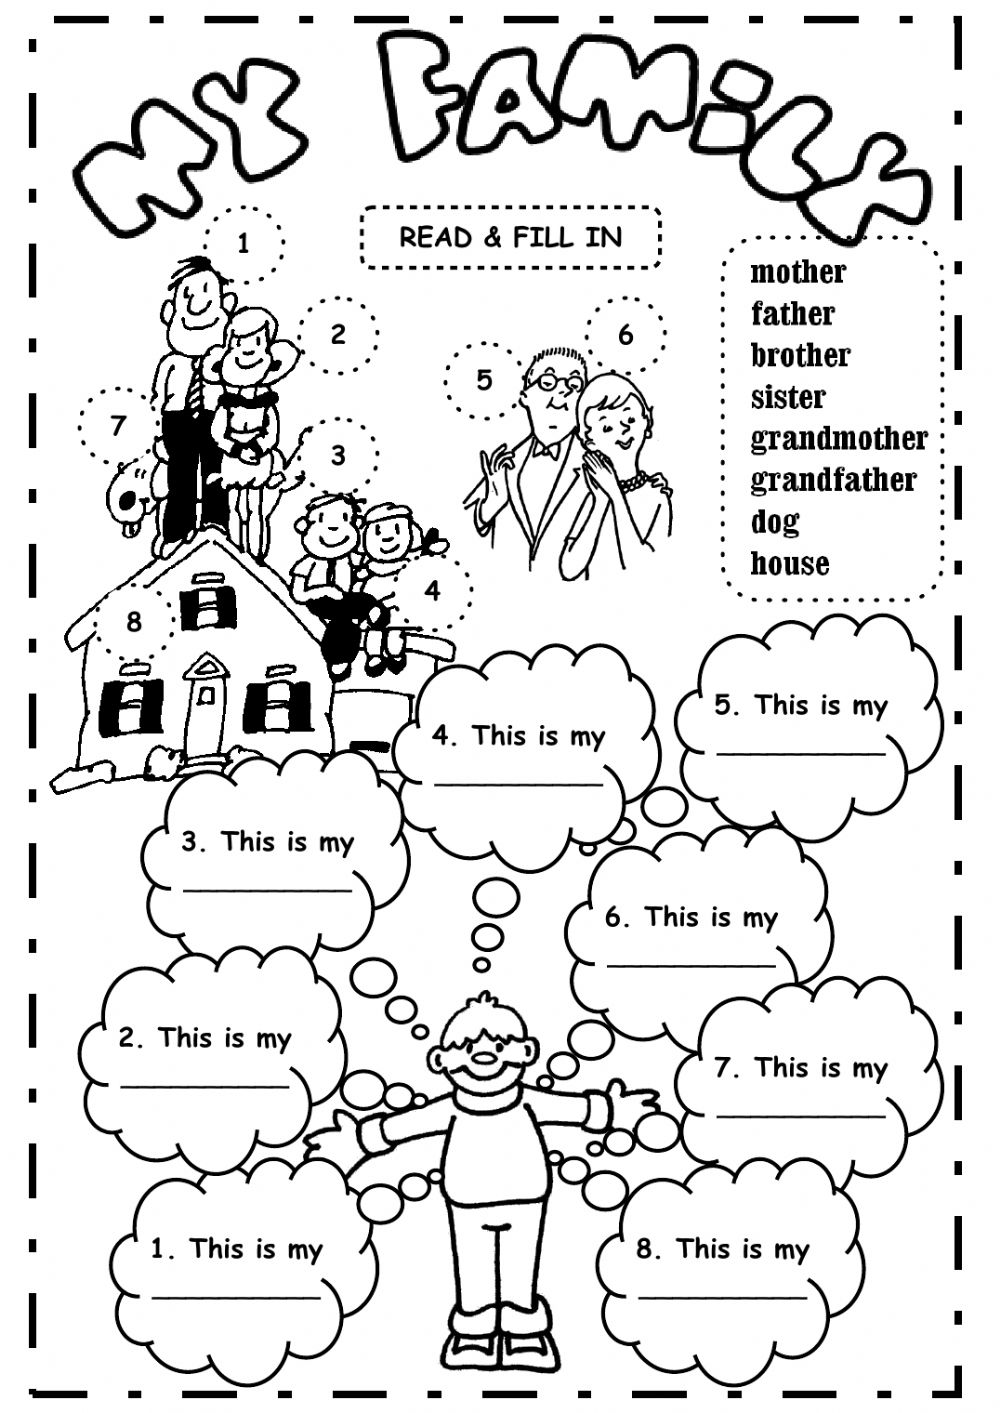 MY FAMiLY
READ & FILL IN
1
2
3
4
5
6
7
8
mother
father
brother
sister
grandmother
grandfather
dog
house
1. This is my
2. This is my
3. This is my
4. This is my
5. This is my
6. This is my
7. This is my
8. This is my